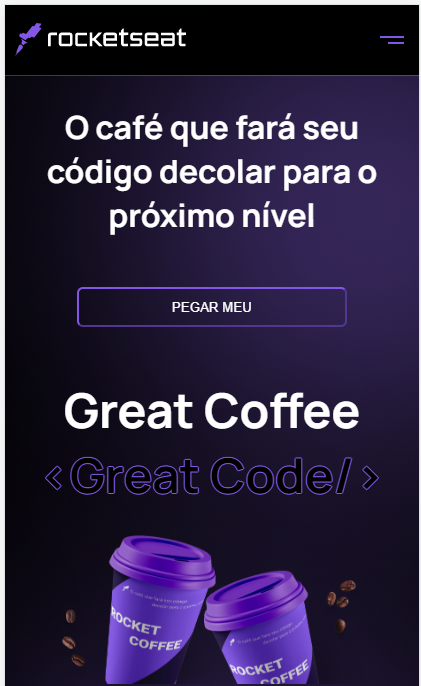 rocketseat
O café que fará seu
código decolar para o
próximo nível
PEGAR MEU
Great Coffee
<Great Code/>
ROCKET
COFFEE
ROCKET
COFFEE